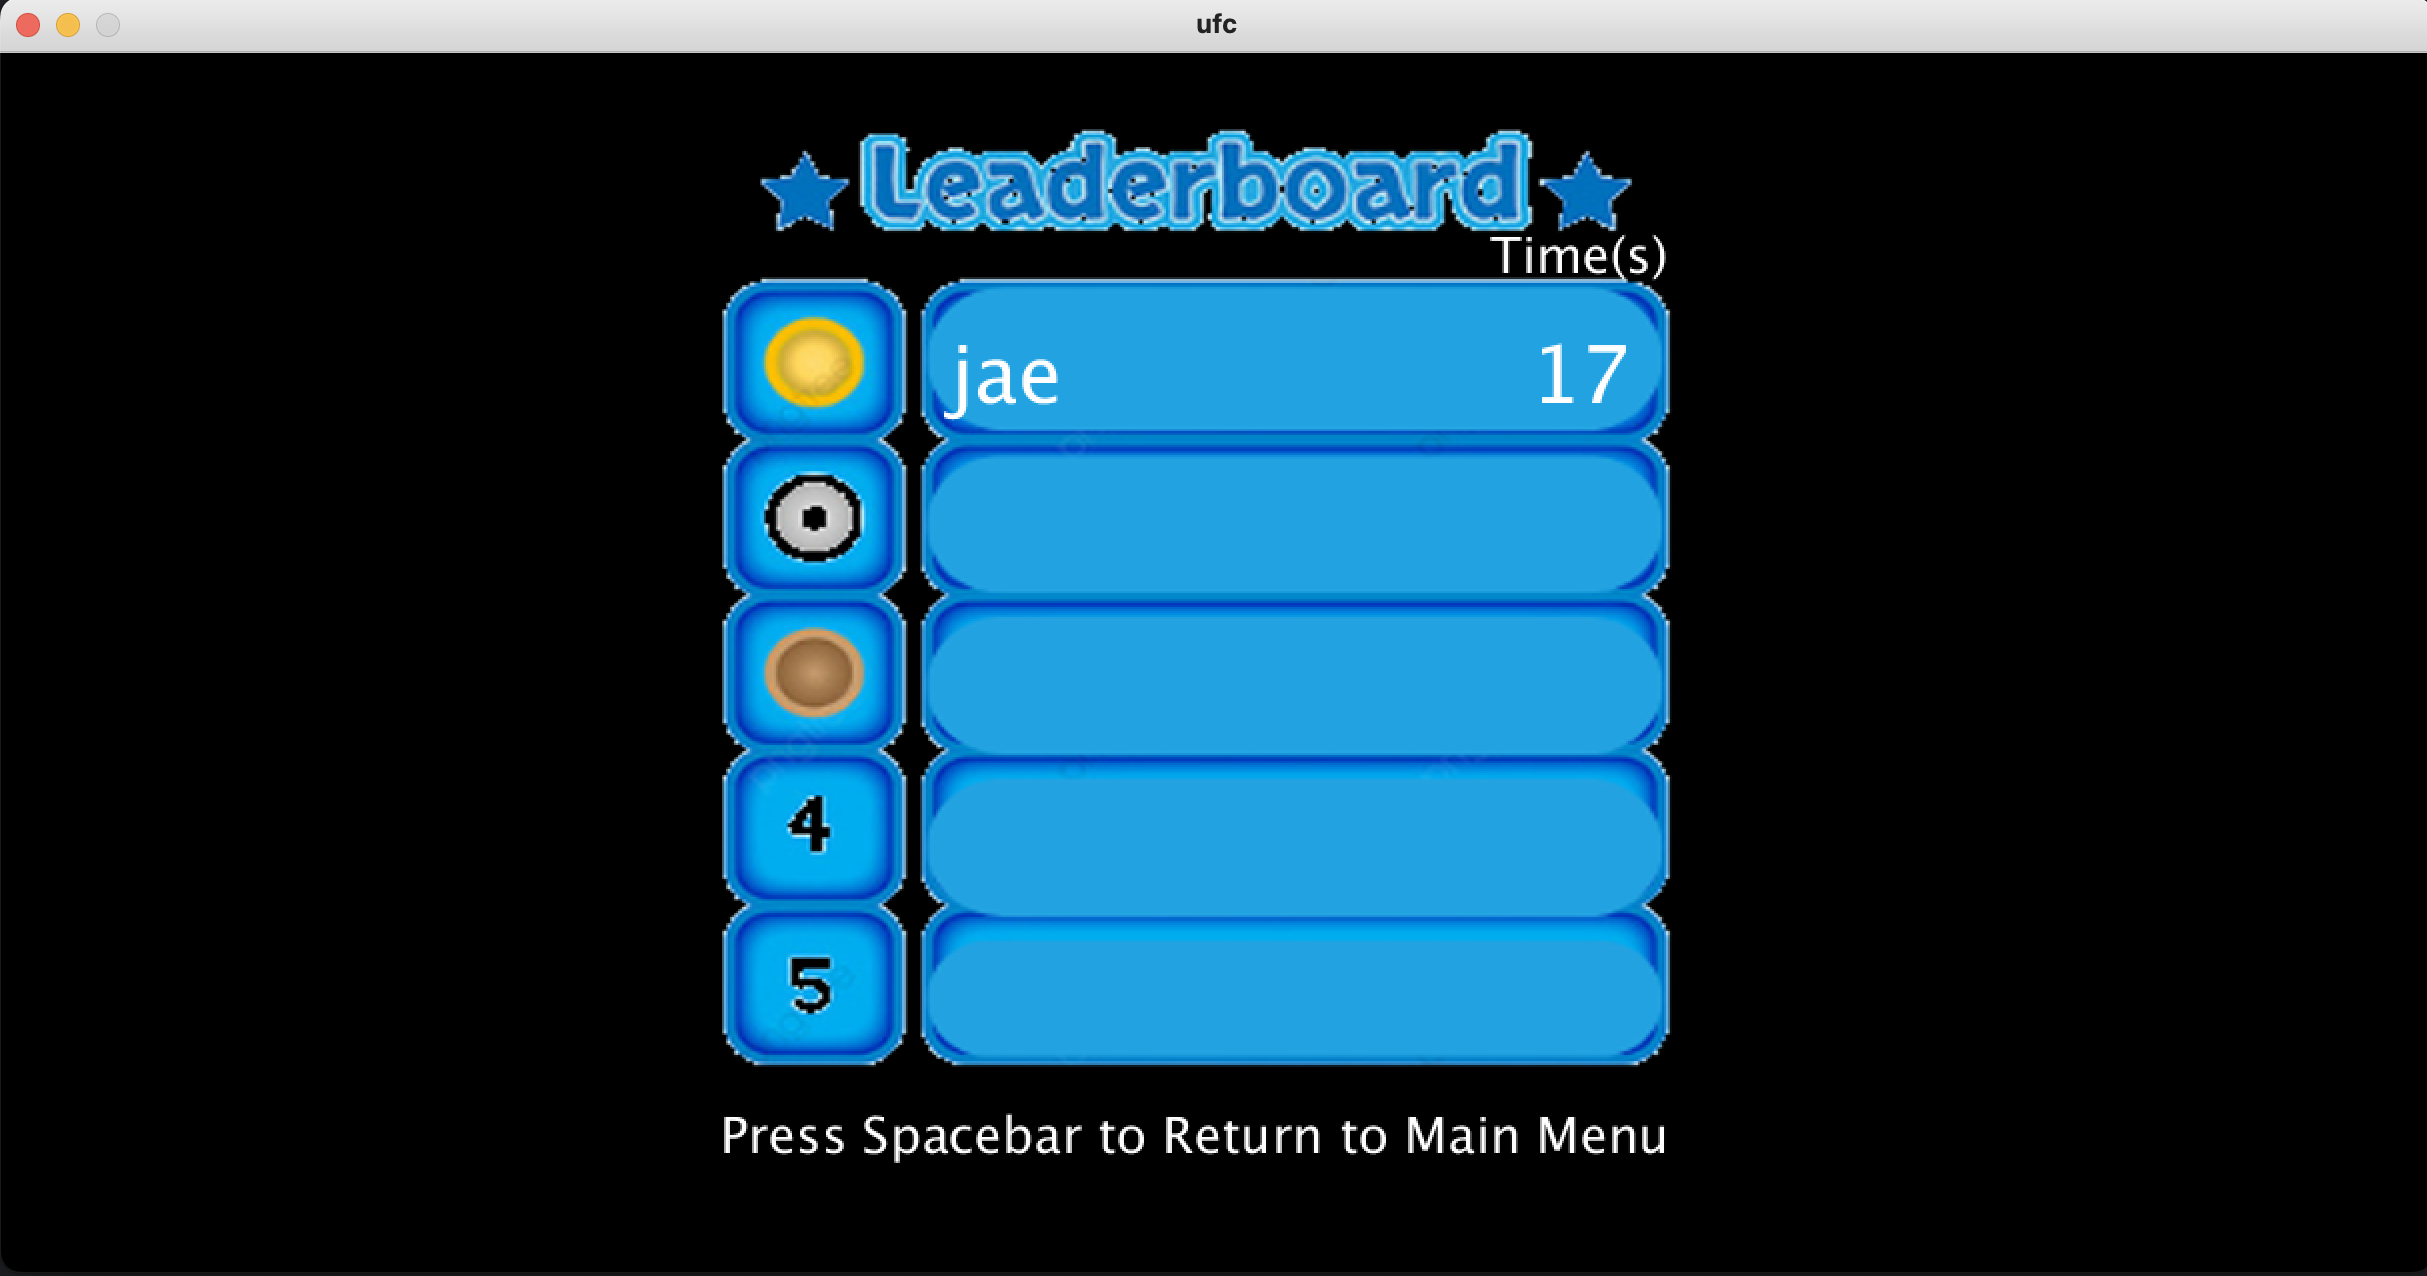 ufc
Leaderboard
Time(s)
jae 17
4
5
Press Spacebar to Return to Main Menu